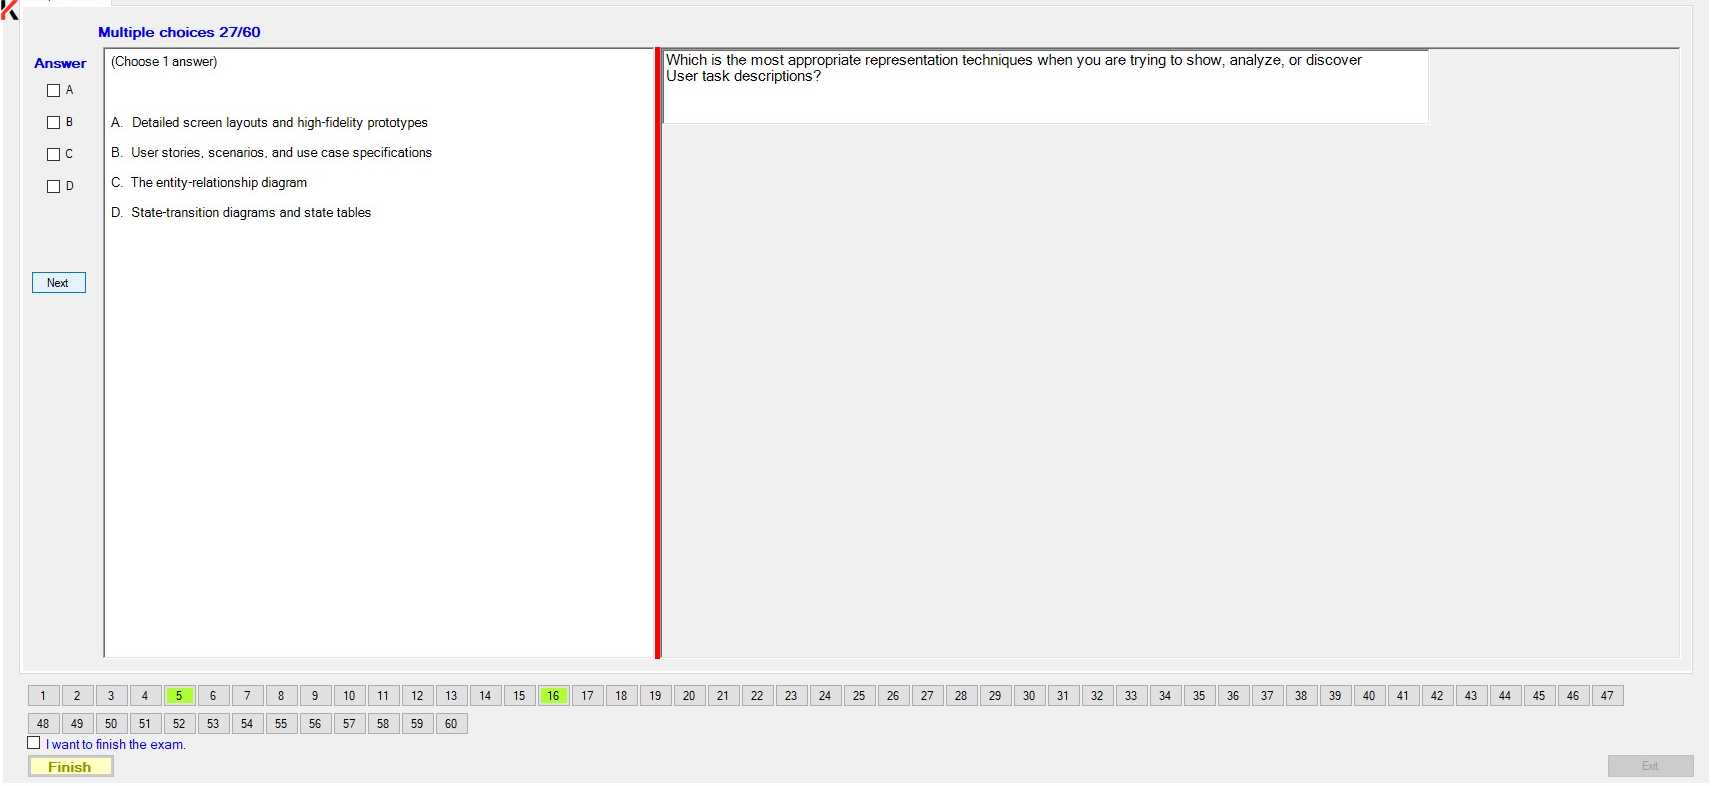 Multiple choices 27/60
Answer
A
B
C
D
Next
(Choose 1 answer)
A. Detailed screen layouts and high-fidelity prototypes
B. User stories, scenarios, and use case specifications
C. The entity-relationship diagram
D. State-transition diagrams and state tables
Which is the most appropriate representation techniques when you are trying to show, analyze, or discover
User task descriptions?
1 2 3 4 5 6 7 8 9 10 11 12 13 14 15 16 17 18 19 20 21 22 23 24 25 26 27 28 29 30 31 32 33 34 35 36 37 38 39 40 41 42 43 44 45 46 47
48 49 50 51 52 53 54 55 56 57 58 59 60
I want to finish the exam.
Finish
Exit